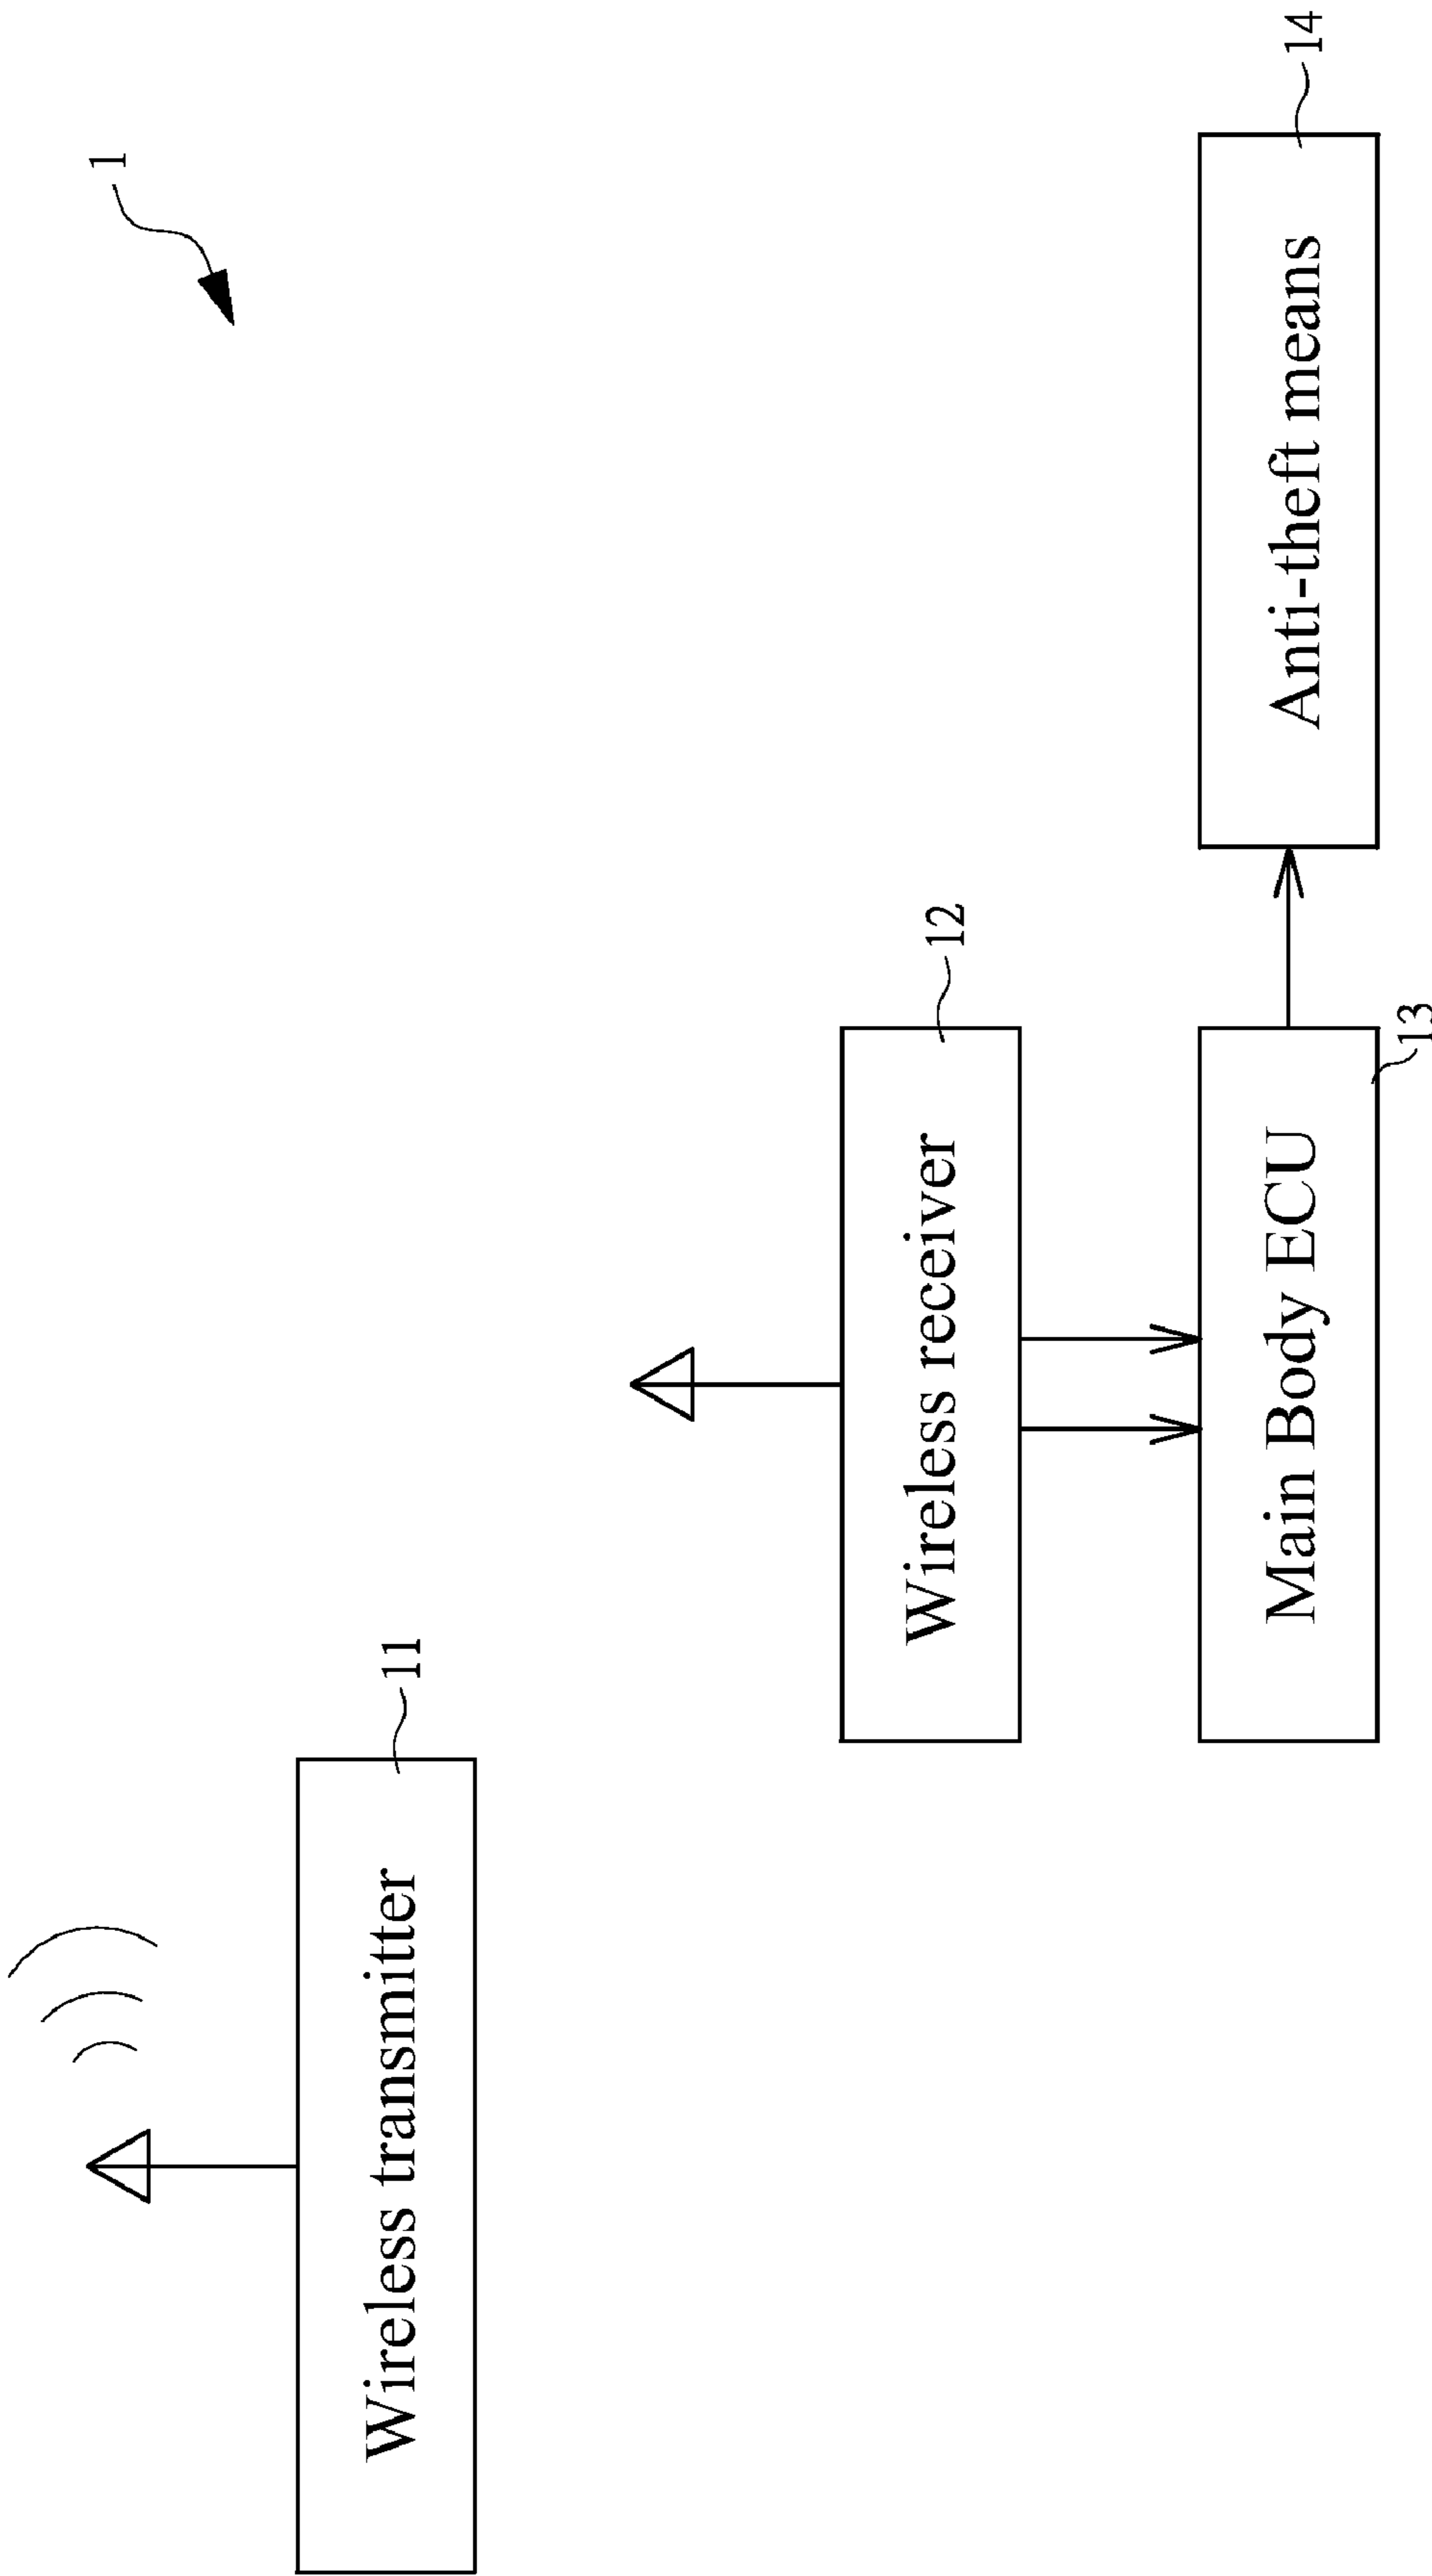 1
Wireless transmitter
11
Wireless receiver
12
Main Body ECU
13
Anti-theft means
14